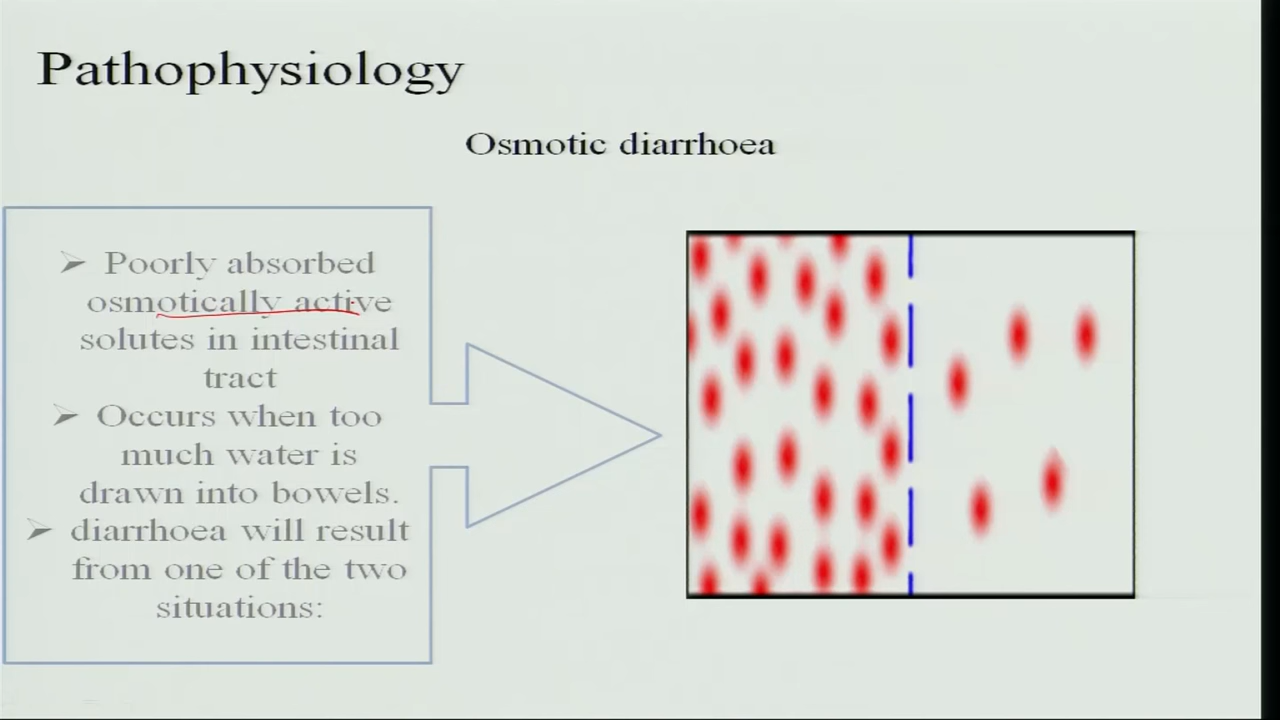 Pathophysiology
Osmotic diarrhoea
➢ Poorly absorbed
osmotically active
solutes in intestinal
tract
➢ Occurs when too
much water is
drawn into bowels.
➢ diarrhoea will result
from one of the two
situations: